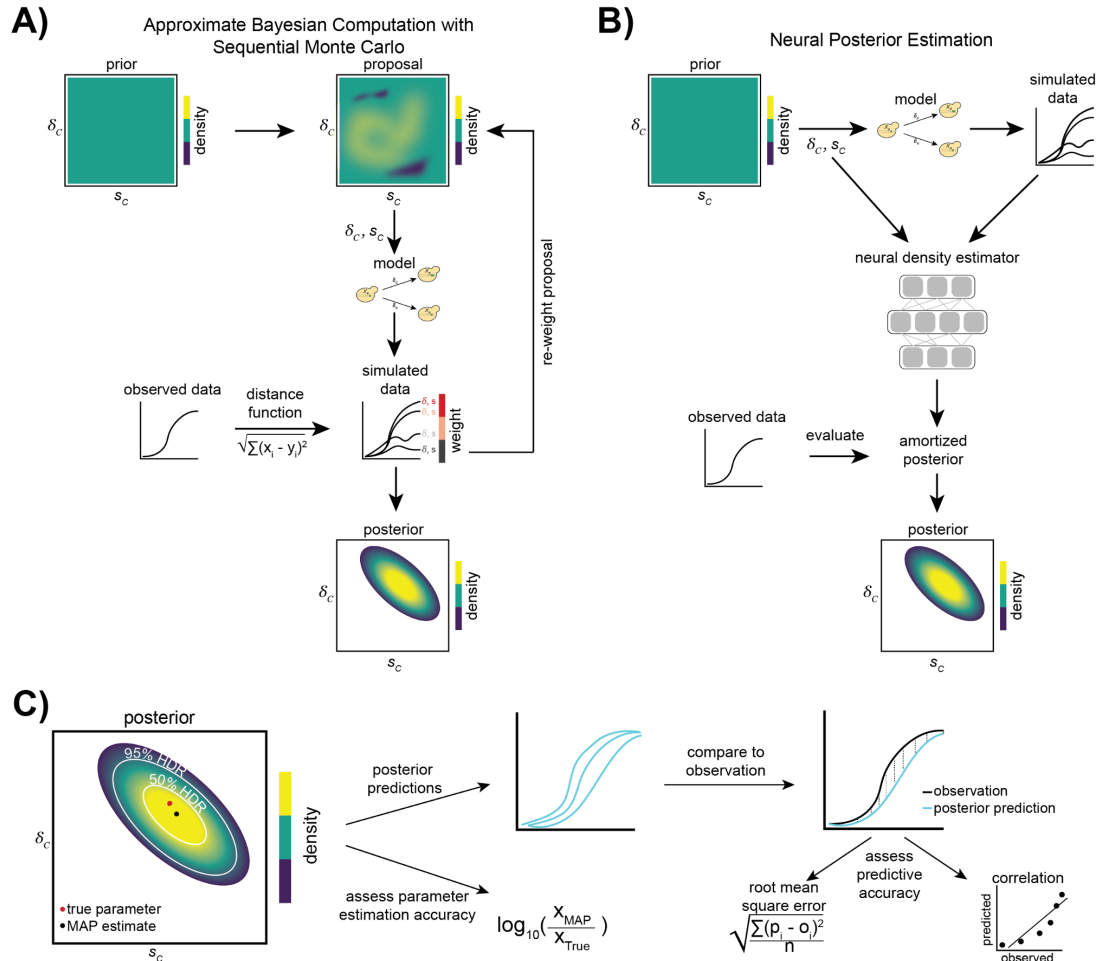 A)
Approximate Bayesian Computation with
Sequential Monte Carlo
prior
δC
sC
density
proposal
δC
sC
density
δC, sC
model
re-weight proposal
observed data
distance
function
√∑(xi - yi)²
simulated
data
δ, s
δ, s
δ, s
δ, s
weight
posterior
δC
sC
density
B)
Neural Posterior Estimation
prior
δC
sC
density
δC, sC
model
simulated
data
neural density estimator
observed data
evaluate
amortized
posterior
posterior
δC
sC
density
C)
posterior
95% HDR
50% HDR
δC
true parameter
MAP estimate
sC
density
posterior
predictions
assess parameter
estimation accuracy
log10(xMAP/xTrue)
compare to
observation
observation
posterior prediction
assess
predictive
accuracy
root mean
square error
√∑(pi - oi)²/n
correlation
predicted
observed